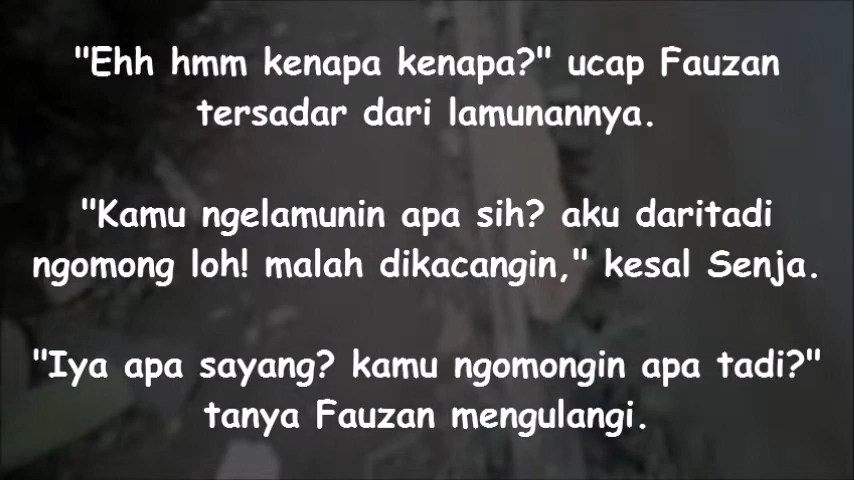 "Ehh hmm kenapa kenapa?" ucap Fauzan
tersadar dari lamunannya.
"Kamu ngelamunin apa sih? aku daritadi
ngomong loh! malah dikacangin," kesal Senja.
"Iya apa sayang? kamu ngomongin apa tadi?"
tanya Fauzan mengulangi.